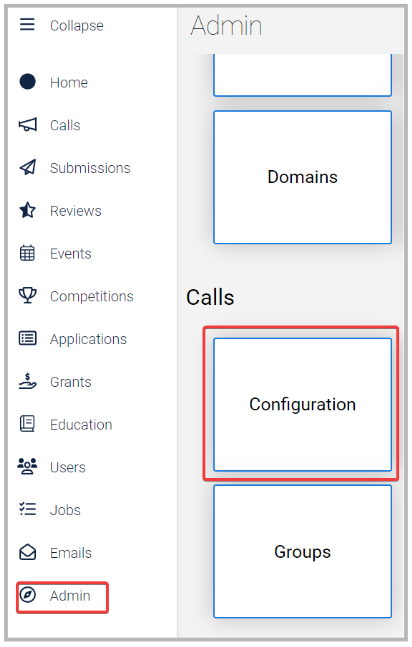 Collapse
Home
Calls
Submissions
Reviews
Events
Competitions
Applications
Grants
Education
Users
Jobs
Emails
Admin
Admin
Domains
Calls
Configuration
Groups